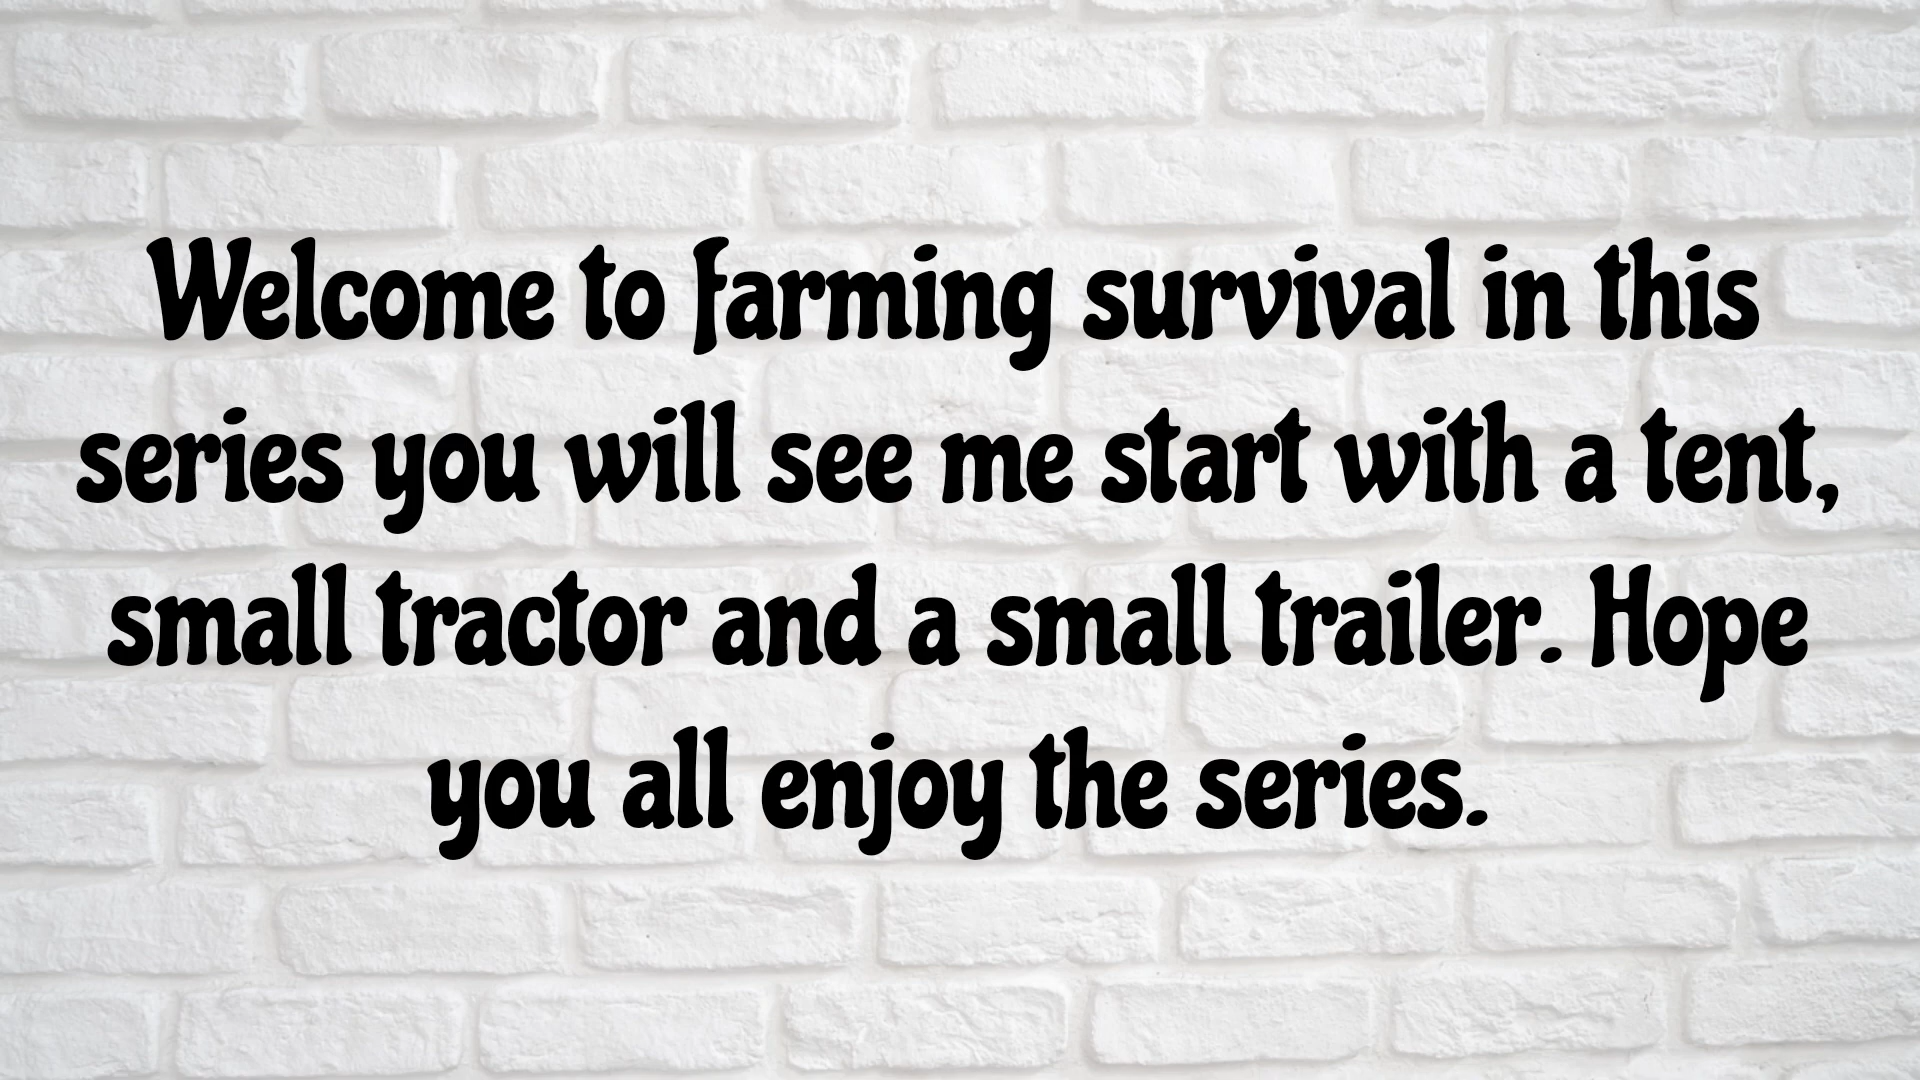 Welcome to farming survival in this
series you will see me start with a tent,
small tractor and a small trailer. Hope
you all enjoy the series.